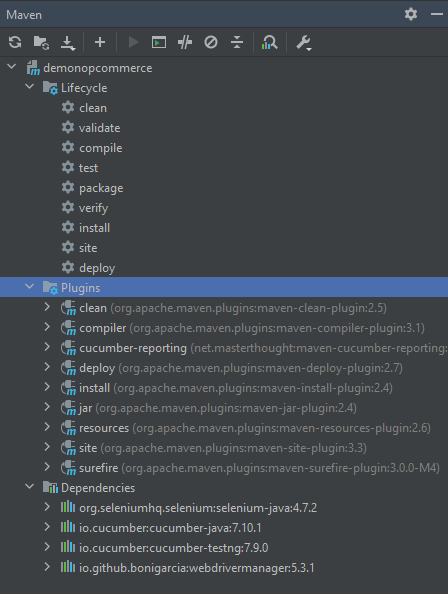 Maven
demonopcommerce
Lifecycle
clean
validate
compile
test
package
verify
install
site
deploy
Plugins
clean (org.apache.maven.plugins:maven-clean-plugin:2.5)
compiler (org.apache.maven.plugins:maven-compiler-plugin:3.1)
cucumber-reporting (net.masterthought:maven-cucumber-reporting:
deploy (org.apache.maven.plugins:maven-deploy-plugin:2.7)
install (org.apache.maven.plugins:maven-install-plugin:2.4)
jar (org.apache.maven.plugins:maven-jar-plugin:2.4)
resources (org.apache.maven.plugins:maven-resources-plugin:2.6)
site (org.apache.maven.plugins:maven-site-plugin:3.3)
surefire (org.apache.maven.plugins:maven-surefire-plugin:3.0.0-M4)
Dependencies
org.seleniumhq.selenium:selenium-java:4.7.2
io.cucumber:cucumber-java:7.10.1
io.cucumber:cucumber-testng:7.9.0
io.github.bonigarcia:webdrivermanager:5.3.1